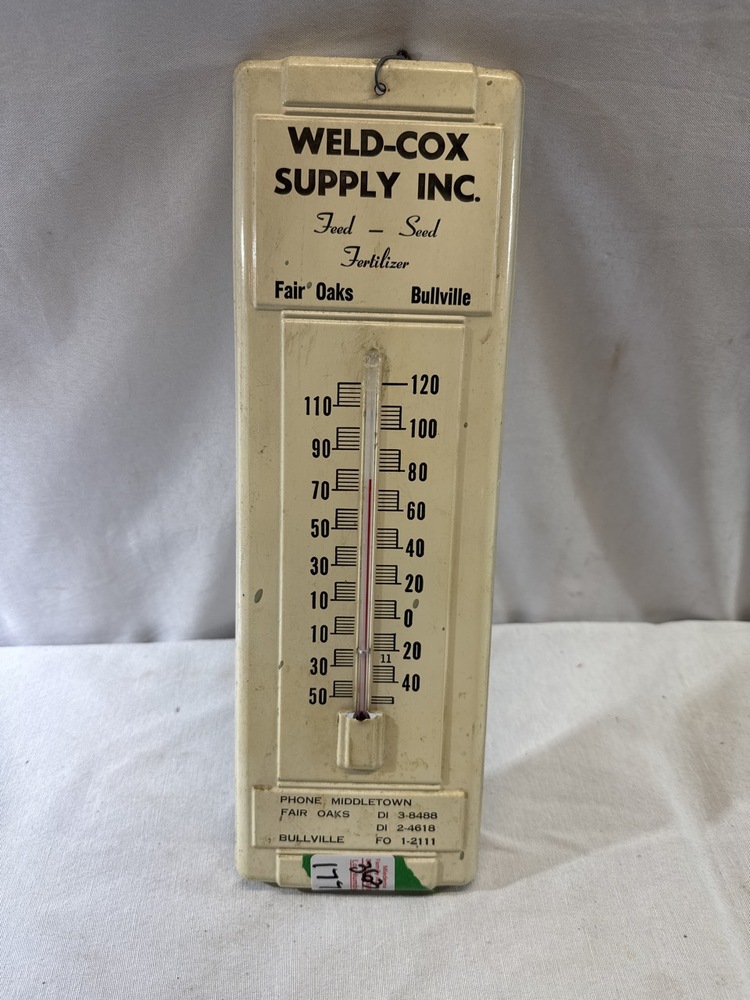 WELD-COX
SUPPLY INC.
Feed — Seed
Fertilizer
Fair Oaks Bullville
120
110
100
90
80
70
60
50
40
30
20
10
0
10
20
11
30
40
50
PHONE MIDDLETOWN
FAIR OAKS DI 3-8488
DI 2-4618
BULLVILLE FO 1-2111